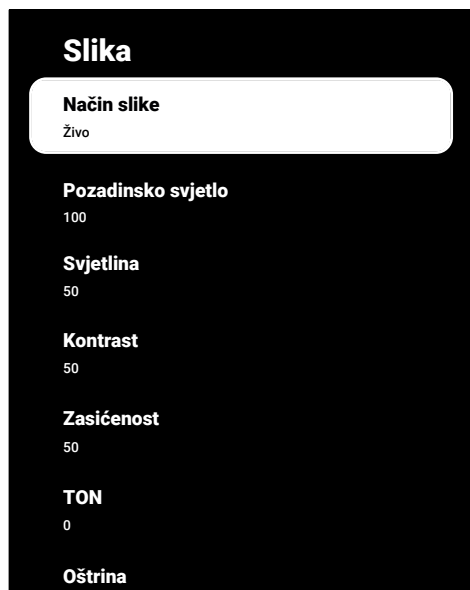 Slika
Način slike
Živo
Pozadinsko svjetlo
100
Svjetlina
50
Kontrast
50
Zasićenost
50
TON
0
Oštrina